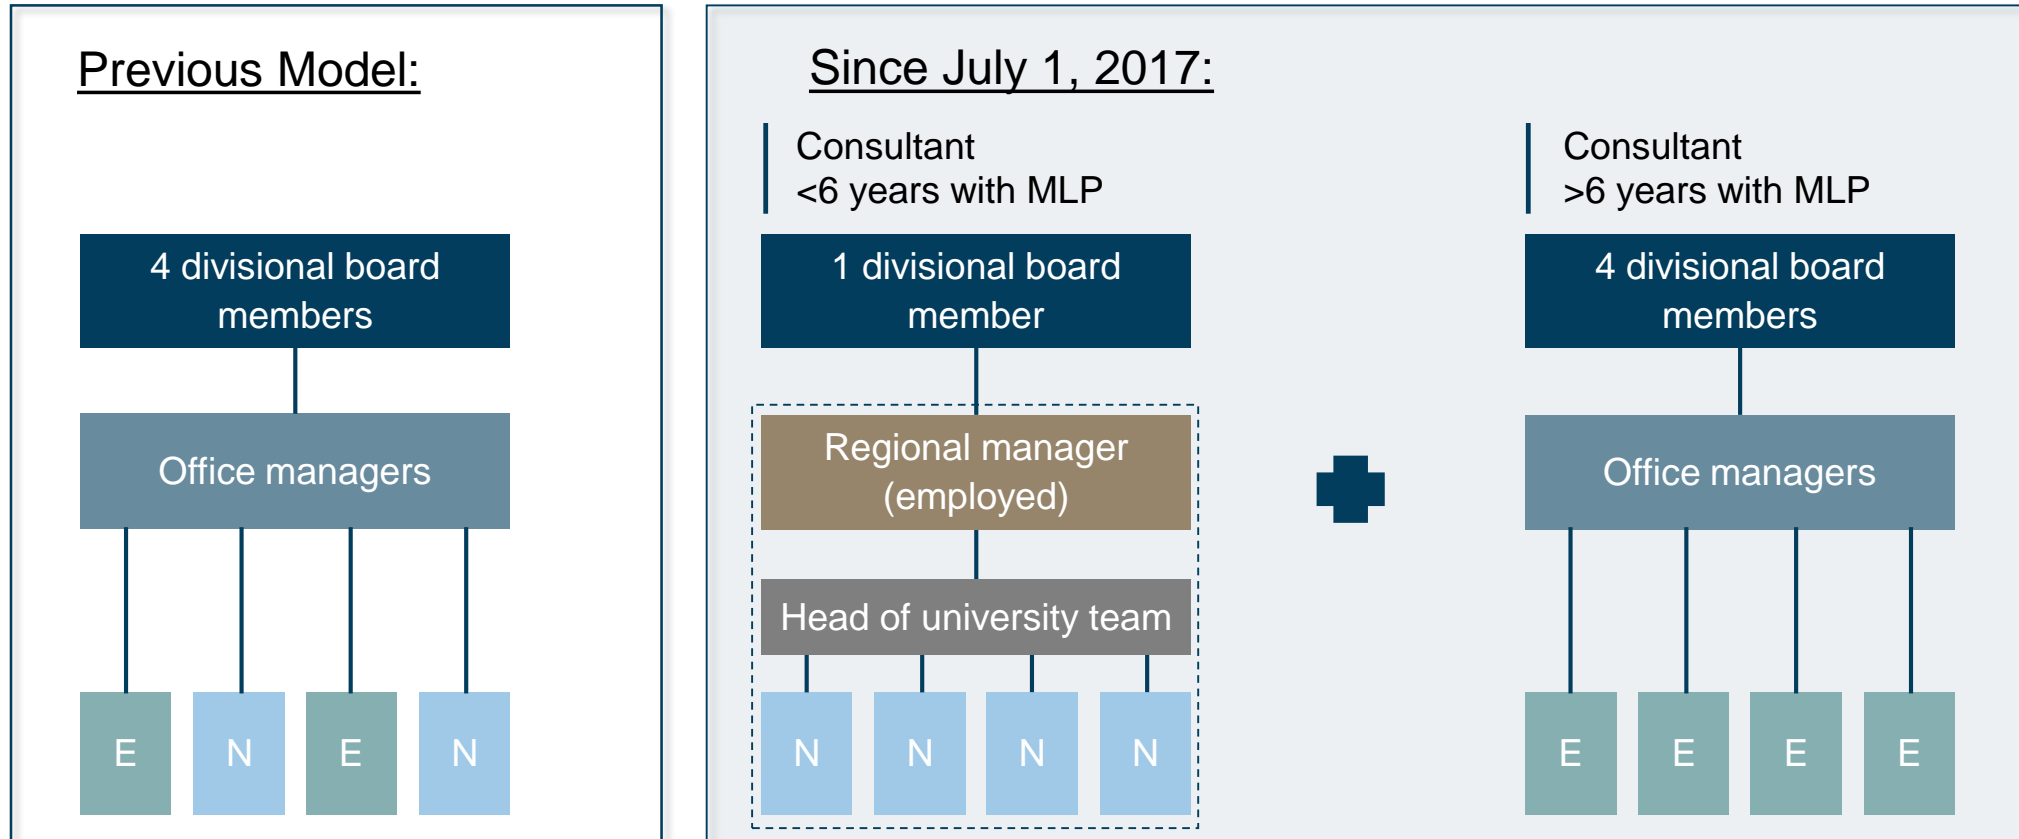 Previous Model:
4 divisional board
members
Office managers
E
N
E
N
Since July 1, 2017:
Consultant
<6 years with MLP
1 divisional board
member
Regional manager
(employed)
Head of university team
N
N
N
N
Consultant
>6 years with MLP
4 divisional board
members
Office managers
E
E
E
E